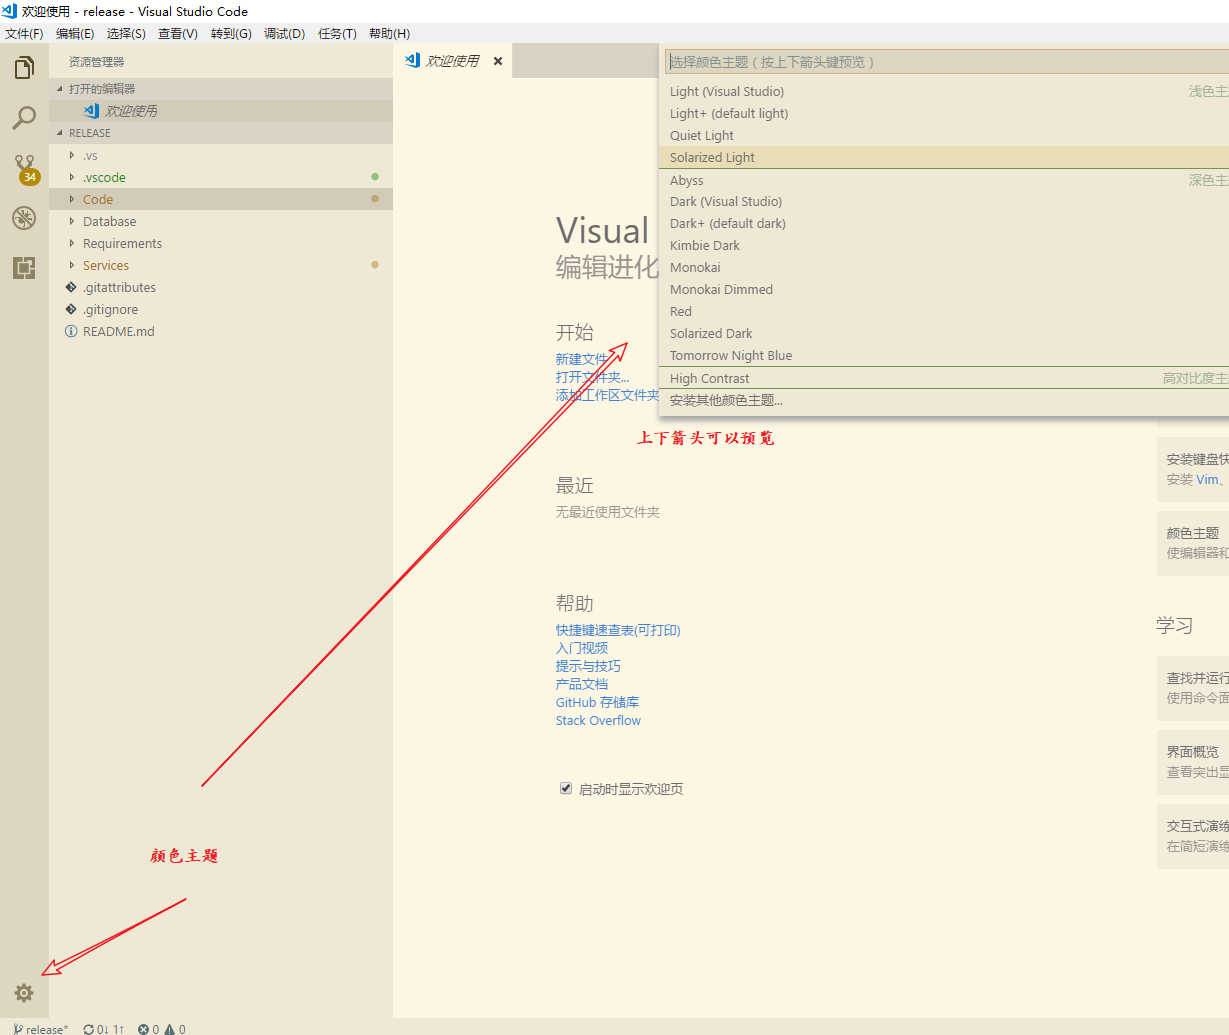 欢迎使用 - release - Visual Studio Code
文件(F) 编辑(E) 选择(S) 查看(V) 转到(G) 调试(D) 任务(T) 帮助(H)
资源管理器
打开的编辑器
欢迎使用
RELEASE
.vs
.vscode
Code
Database
Requirements
Services
.gitattributes
.gitignore
README.md
34
欢迎使用
选择颜色主题（按上下箭头键预览）
Light (Visual Studio) 浅色主
Light+ (default light)
Quiet Light
Solarized Light
Abyss 深色主
Dark (Visual Studio)
Dark+ (default dark)
Kimbie Dark
Monokai
Monokai Dimmed
Red
Solarized Dark
Tomorrow Night Blue
High Contrast 高对比度主
安装其他颜色主题...
Visual
编辑进化
开始
新建文件
打开文件夹...
添加工作区文件夹
上下箭头可以预览
最近
无最近使用文件夹
帮助
快捷键速查表(可打印)
入门视频
提示与技巧
产品文档
GitHub 存储库
Stack Overflow
启动时显示欢迎页
安装键盘快
安装 Vim、
颜色主题
使编辑器和
学习
查找并运行
使用命令面
界面概览
查看突出显
交互式演练
在简短演练
颜色主题
release* 0↓ 1↑ 0 0